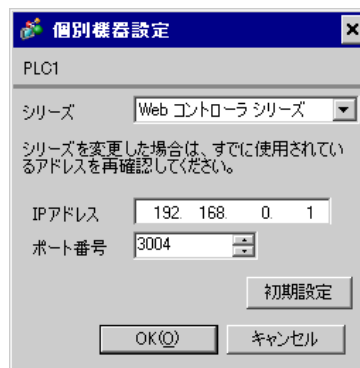 個別機器設定
PLC1
シリーズ Web コントローラ シリーズ
シリーズを変更した場合は、すでに使用されてい
るアドレスを再確認してください。
IPアドレス 192. 168. 0. 1
ポート番号 3004
初期設定
OK(O) キャンセル